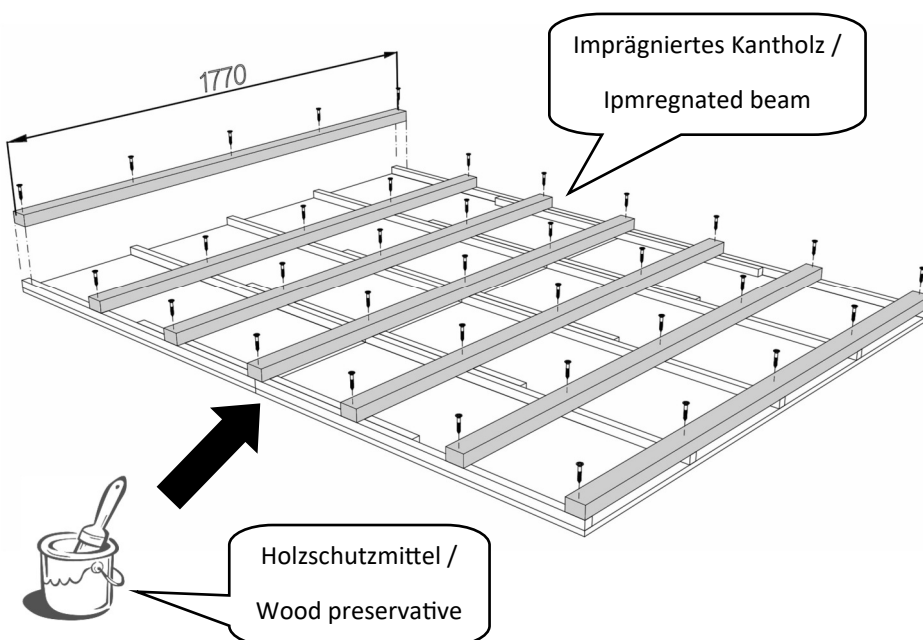 1770
Imprägniertes Kantholz /
Ipmregnated beam
Holzschutzmittel /
Wood preservative